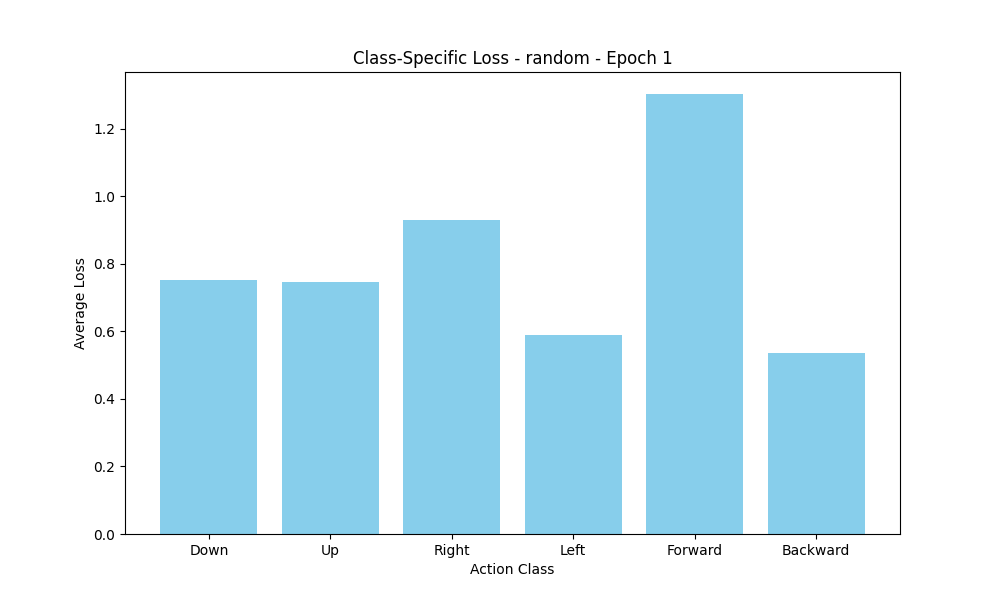 Class-Specific Loss - random - Epoch 1
Average Loss
1.2
1.0
0.8
0.6
0.4
0.2
0.0
Down Up Right Left Forward Backward
Action Class